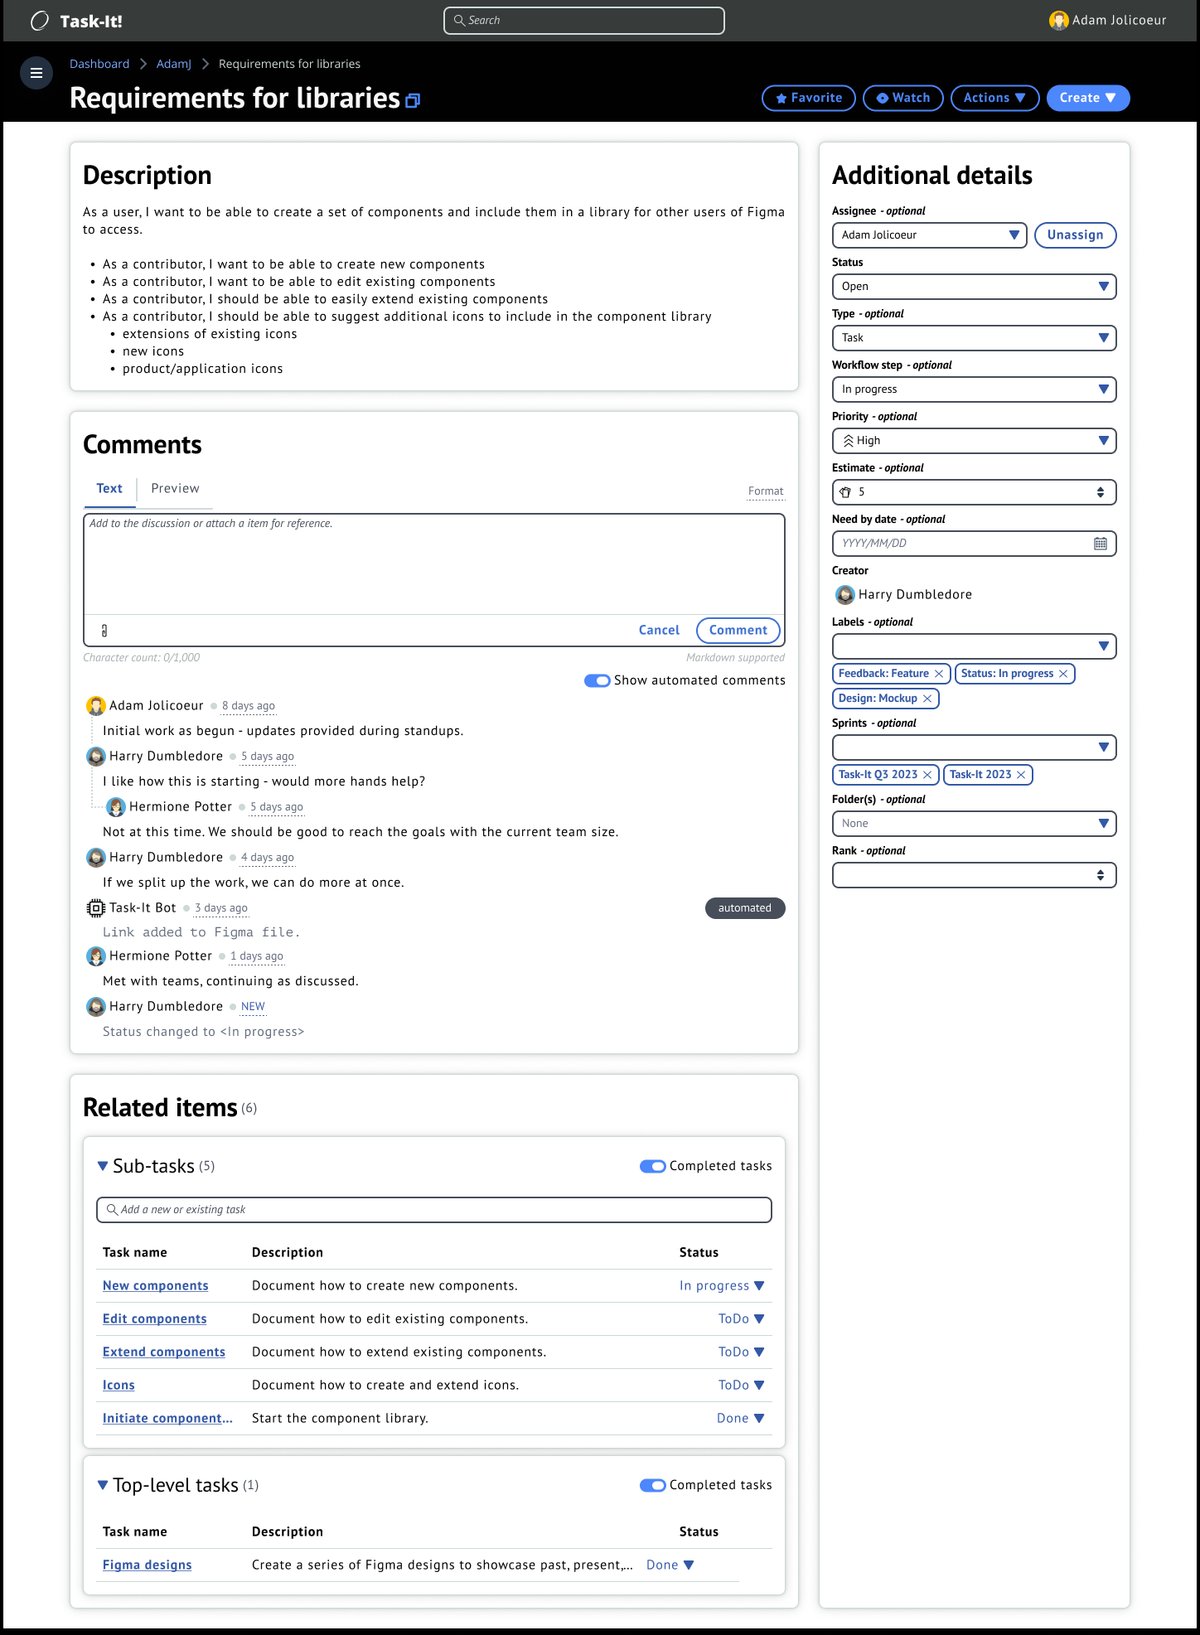 Task-It!
Search
Adam Jolicoeur
Dashboard > AdamJ > Requirements for libraries
Requirements for libraries
Favorite
Watch
Actions
Create
Description
As a user, I want to be able to create a set of components and include them in a library for other users of Figma
to access.
• As a contributor, I want to be able to create new components
• As a contributor, I want to be able to edit existing components
• As a contributor, I should be able to easily extend existing components
• As a contributor, I should be able to suggest additional icons to include in the component library
• extensions of existing icons
• new icons
• product/application icons
Comments
Text
Preview
Format
Add to the discussion or attach a item for reference.
Cancel
Comment
Character count: 0/1,000
Markdown supported
Show automated comments
Adam Jolicoeur
8 days ago
Initial work as begun - updates provided during standups.
Harry Dumbledore
5 days ago
I like how this is starting - would more hands help?
Hermione Potter
5 days ago
Not at this time. We should be good to reach the goals with the current team size.
Harry Dumbledore
4 days ago
If we split up the work, we can do more at once.
Task-It Bot
3 days ago
automated
Link added to Figma file.
Hermione Potter
1 days ago
Met with teams, continuing as discussed.
Harry Dumbledore
NEW
Status changed to <In progress>
Related items (6)
Sub-tasks (5)
Completed tasks
Add a new or existing task
Task name
Description
Status
New components
Document how to create new components.
In progress
Edit components
Document how to edit existing components.
ToDo
Extend components
Document how to extend existing components.
ToDo
Icons
Document how to create and extend icons.
ToDo
Initiate component...
Start the component library.
Done
Top-level tasks (1)
Completed tasks
Task name
Description
Status
Figma designs
Create a series of Figma designs to showcase past, present,...
Done
Additional details
Assignee - optional
Adam Jolicoeur
Unassign
Status
Open
Type - optional
Task
Workflow step - optional
In progress
Priority - optional
High
Estimate - optional
5
Need by date - optional
YYYY/MM/DD
Creator
Harry Dumbledore
Labels - optional
Feedback: Feature
Status: In progress
Design: Mockup
Sprints - optional
Task-It Q3 2023
Task-It 2023
Folder(s) - optional
None
Rank - optional